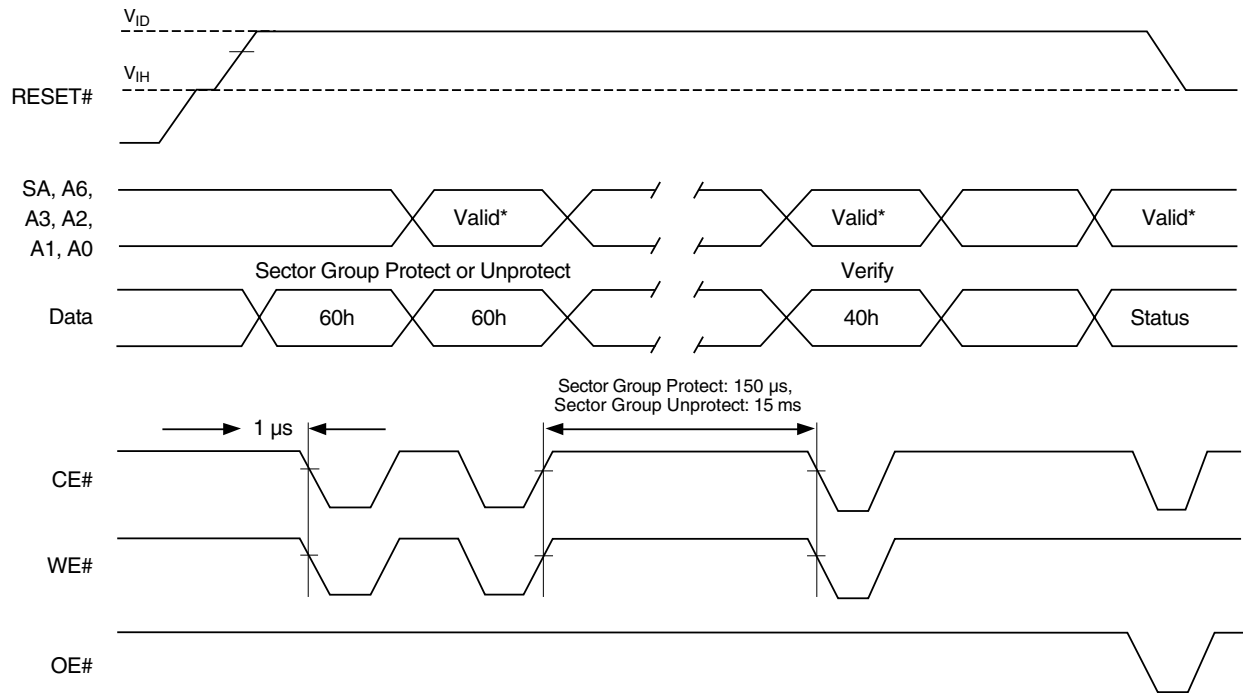 VID
VIH
RESET#
SA, A6,
A3, A2,
A1, A0
Valid*
Valid*
Valid*
Sector Group Protect or Unprotect
Verify
Data
60h
60h
40h
Status
Sector Group Protect: 150 µs,
Sector Group Unprotect: 15 ms
1 µs
CE#
WE#
OE#